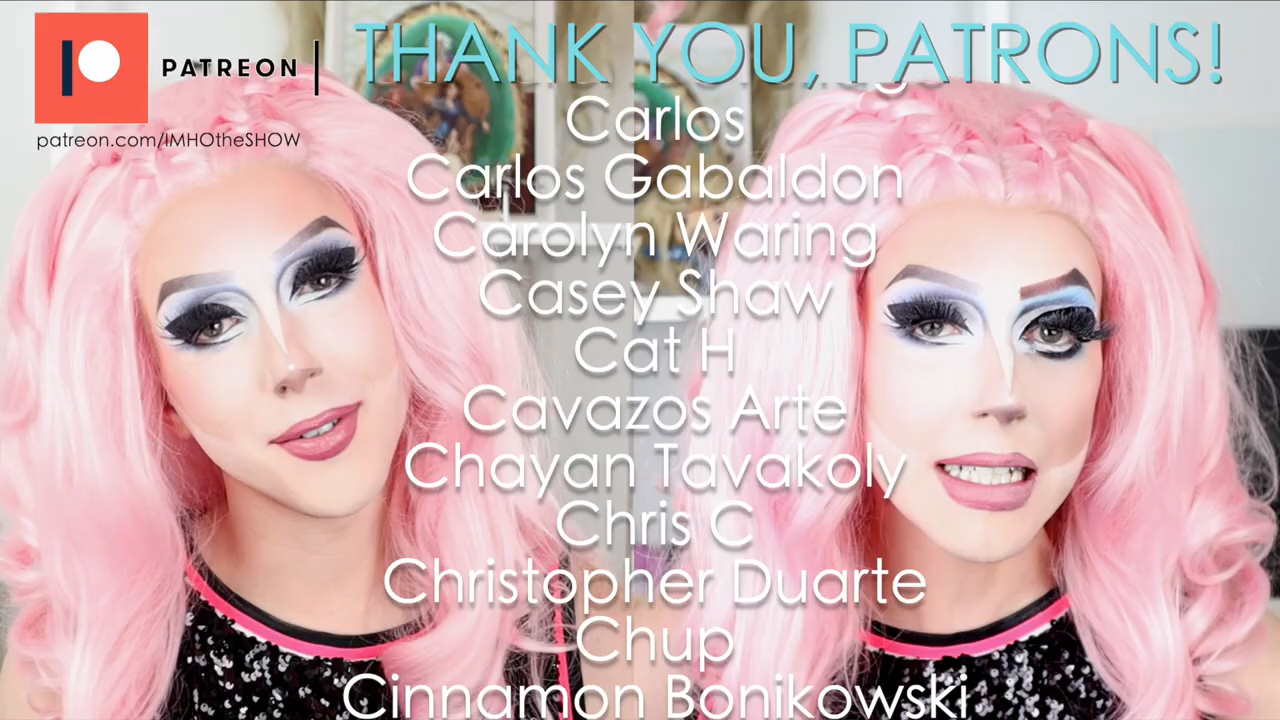 PATREON
patreon.com/IMHOtheSHOW
THANK YOU, PATRONS!
Carlos
Carlos Gabaldon
Carolyn Waring
Casey Shaw
Cat H
Cavazos Arte
Chayan Tavakoly
Chris C
Christopher Duarte
Chup
Cinnamon Bonikowski